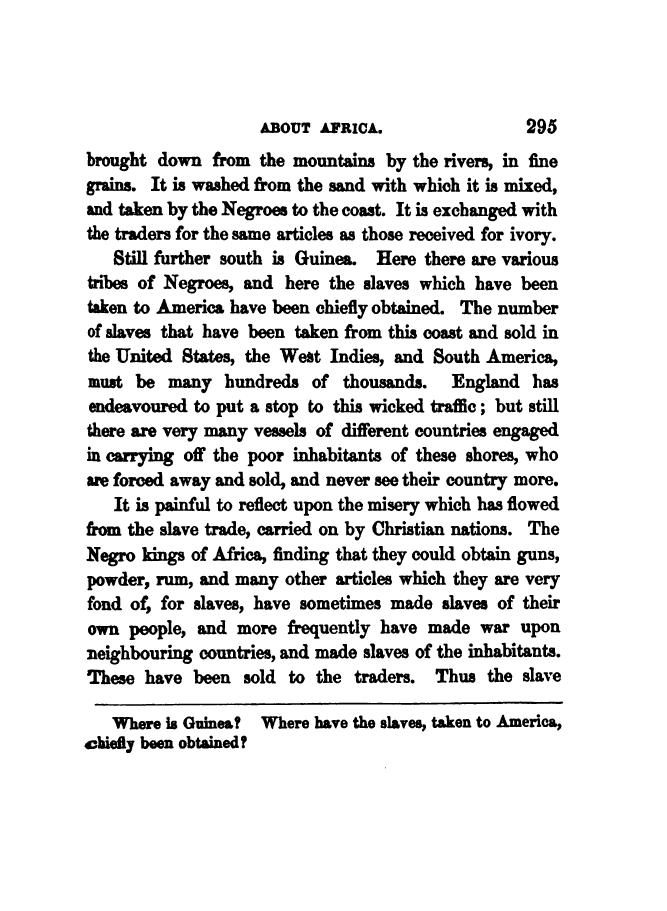 ABOUT AFRICA. 295
brought down from the mountains by the rivers, in fine
grains. It is washed from the sand with which it is mixed,
and taken by the Negroes to the coast. It is exchanged with
the traders for the same articles as those received for ivory.
Still further south is Guinea. Here there are various
tribes of Negroes, and here the slaves which have been
taken to America have been chiefly obtained. The number
of slaves that have been taken from this coast and sold in
the United States, the West Indies, and South America,
must be many hundreds of thousands. England has
endeavoured to put a stop to this wicked traffic; but still
there are very many vessels of different countries engaged
in carrying off the poor inhabitants of these shores, who
are forced away and sold, and never see their country more.
It is painful to reflect upon the misery which has flowed
from the slave trade, carried on by Christian nations. The
Negro kings of Africa, finding that they could obtain guns,
powder, rum, and many other articles which they are very
fond of, for slaves, have sometimes made slaves of their
own people, and more frequently have made war upon
neighbouring countries, and made slaves of the inhabitants.
These have been sold to the traders. Thus the slave
Where is Guinea? Where have the slaves, taken to America,
chiefly been obtained?